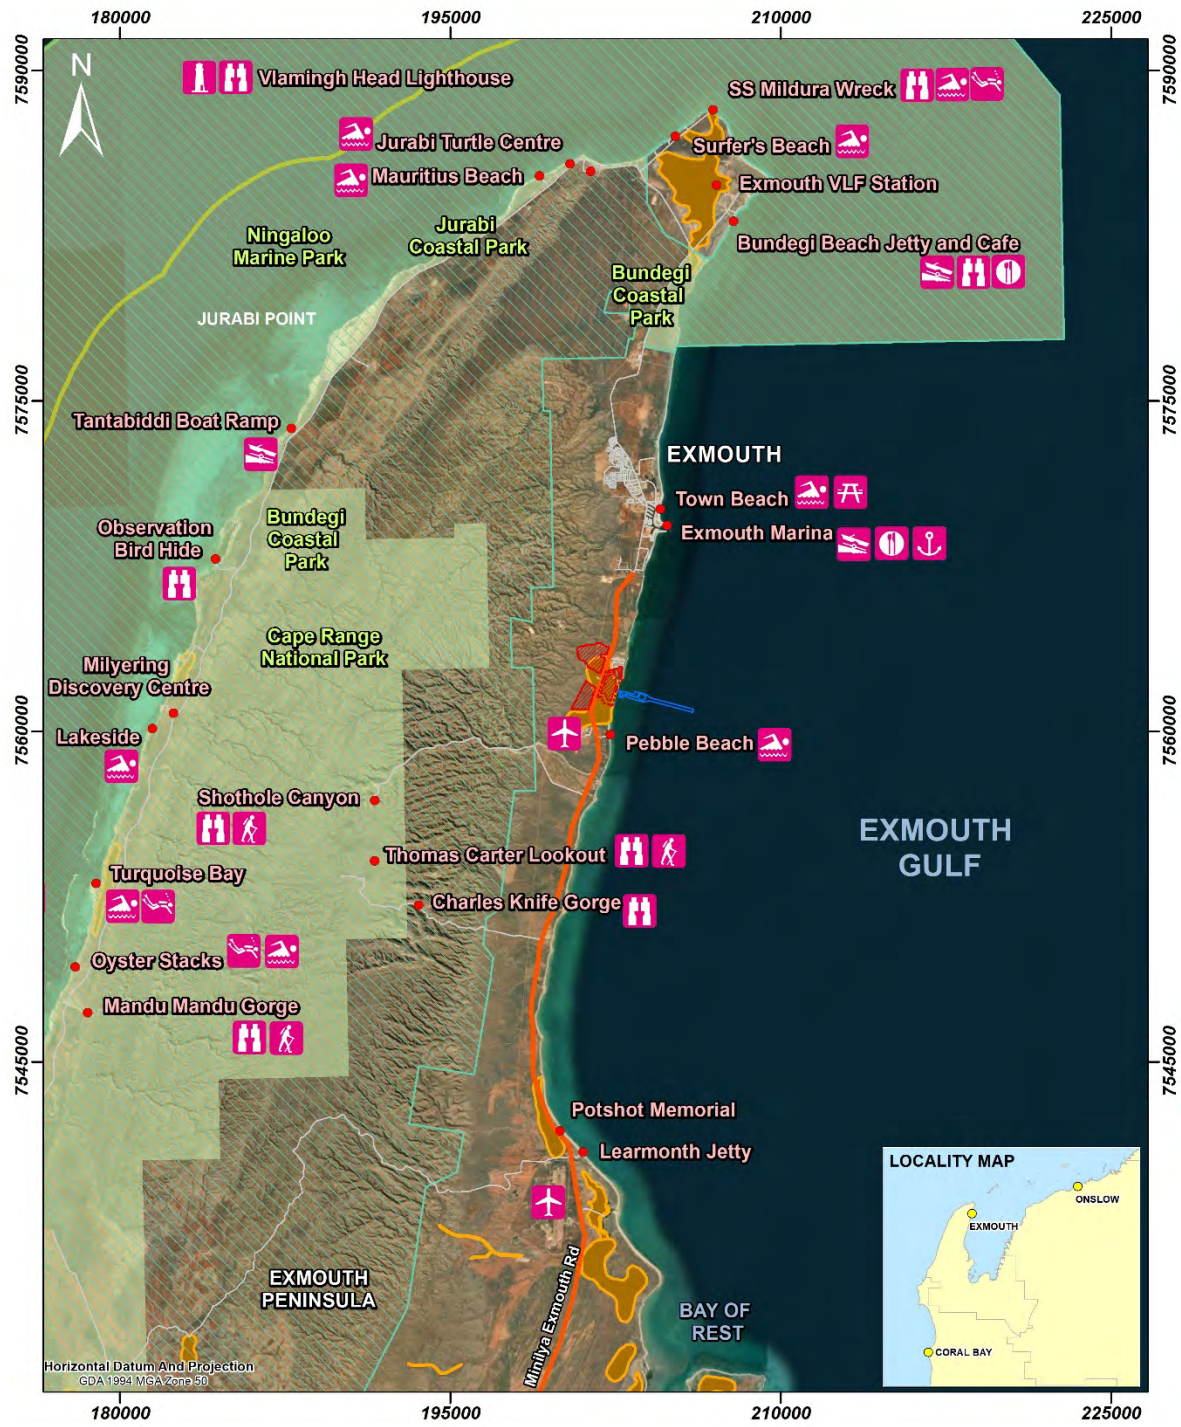 180000
195000
210000
225000
7590000
7590000
N
Vlamingh Head Lighthouse
SS Mildura Wreck
Jurabi Turtle Centre
Surfer's Beach
Mauritius Beach
Exmouth VLF Station
Jurabi
Coastal Park
Ningaloo
Marine Park
Bundegi Beach Jetty and Cafe
Bundegi
Coastal
Park
JURABI POINT
7575000
7575000
Tantabiddi Boat Ramp
EXMOUTH
Town Beach
Exmouth Marina
Observation
Bird Hide
Bundegi
Coastal
Park
Cape Range
National Park
Milyering
Discovery Centre
Lakeside
7560000
7560000
Pebble Beach
Shothole Canyon
EXMOUTH
GULF
Thomas Carter Lookout
Turquoise Bay
Charles Knife Gorge
Oyster Stacks
Mandu Mandu Gorge
7545000
7545000
Potshot Memorial
Learmonth Jetty
LOCALITY MAP
ONSLOW
EXMOUTH
CORAL BAY
EXMOUTH
PENINSULA
Minilya Exmouth Rd
BAY OF
REST
Horizontal Datum And Projection
GDA 1994 MGA Zone 50
180000
195000
210000
225000